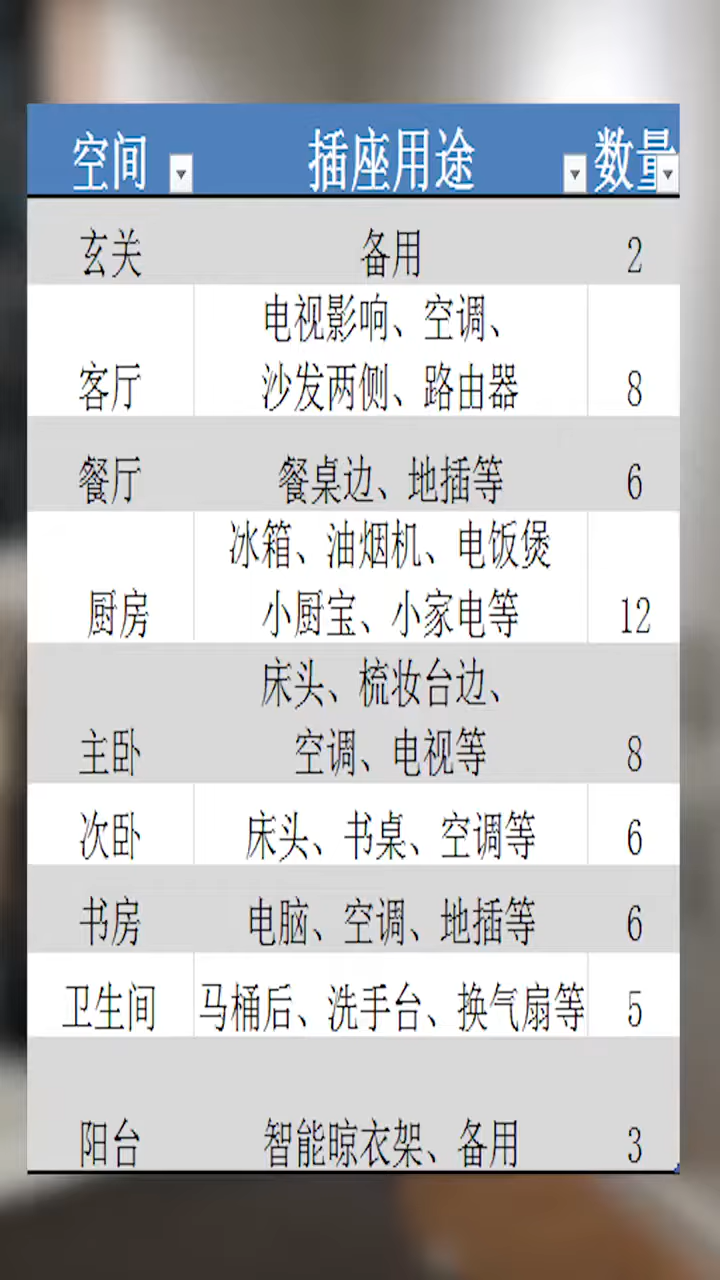 空间 插座用途 数量
玄关 备用 2
电视影响、空调、
客厅 沙发两侧、路由器 8
餐厅 餐桌边、地插等 6
冰箱、油烟机、电饭煲
厨房 小厨宝、小家电等 12
床头、梳妆台边、
主卧 空调、电视等 8
次卧 床头、书桌、空调等 6
书房 电脑、空调、地插等 6
卫生间 马桶后、洗手台、换气扇等 5
阳台 智能晾衣架、备用 3